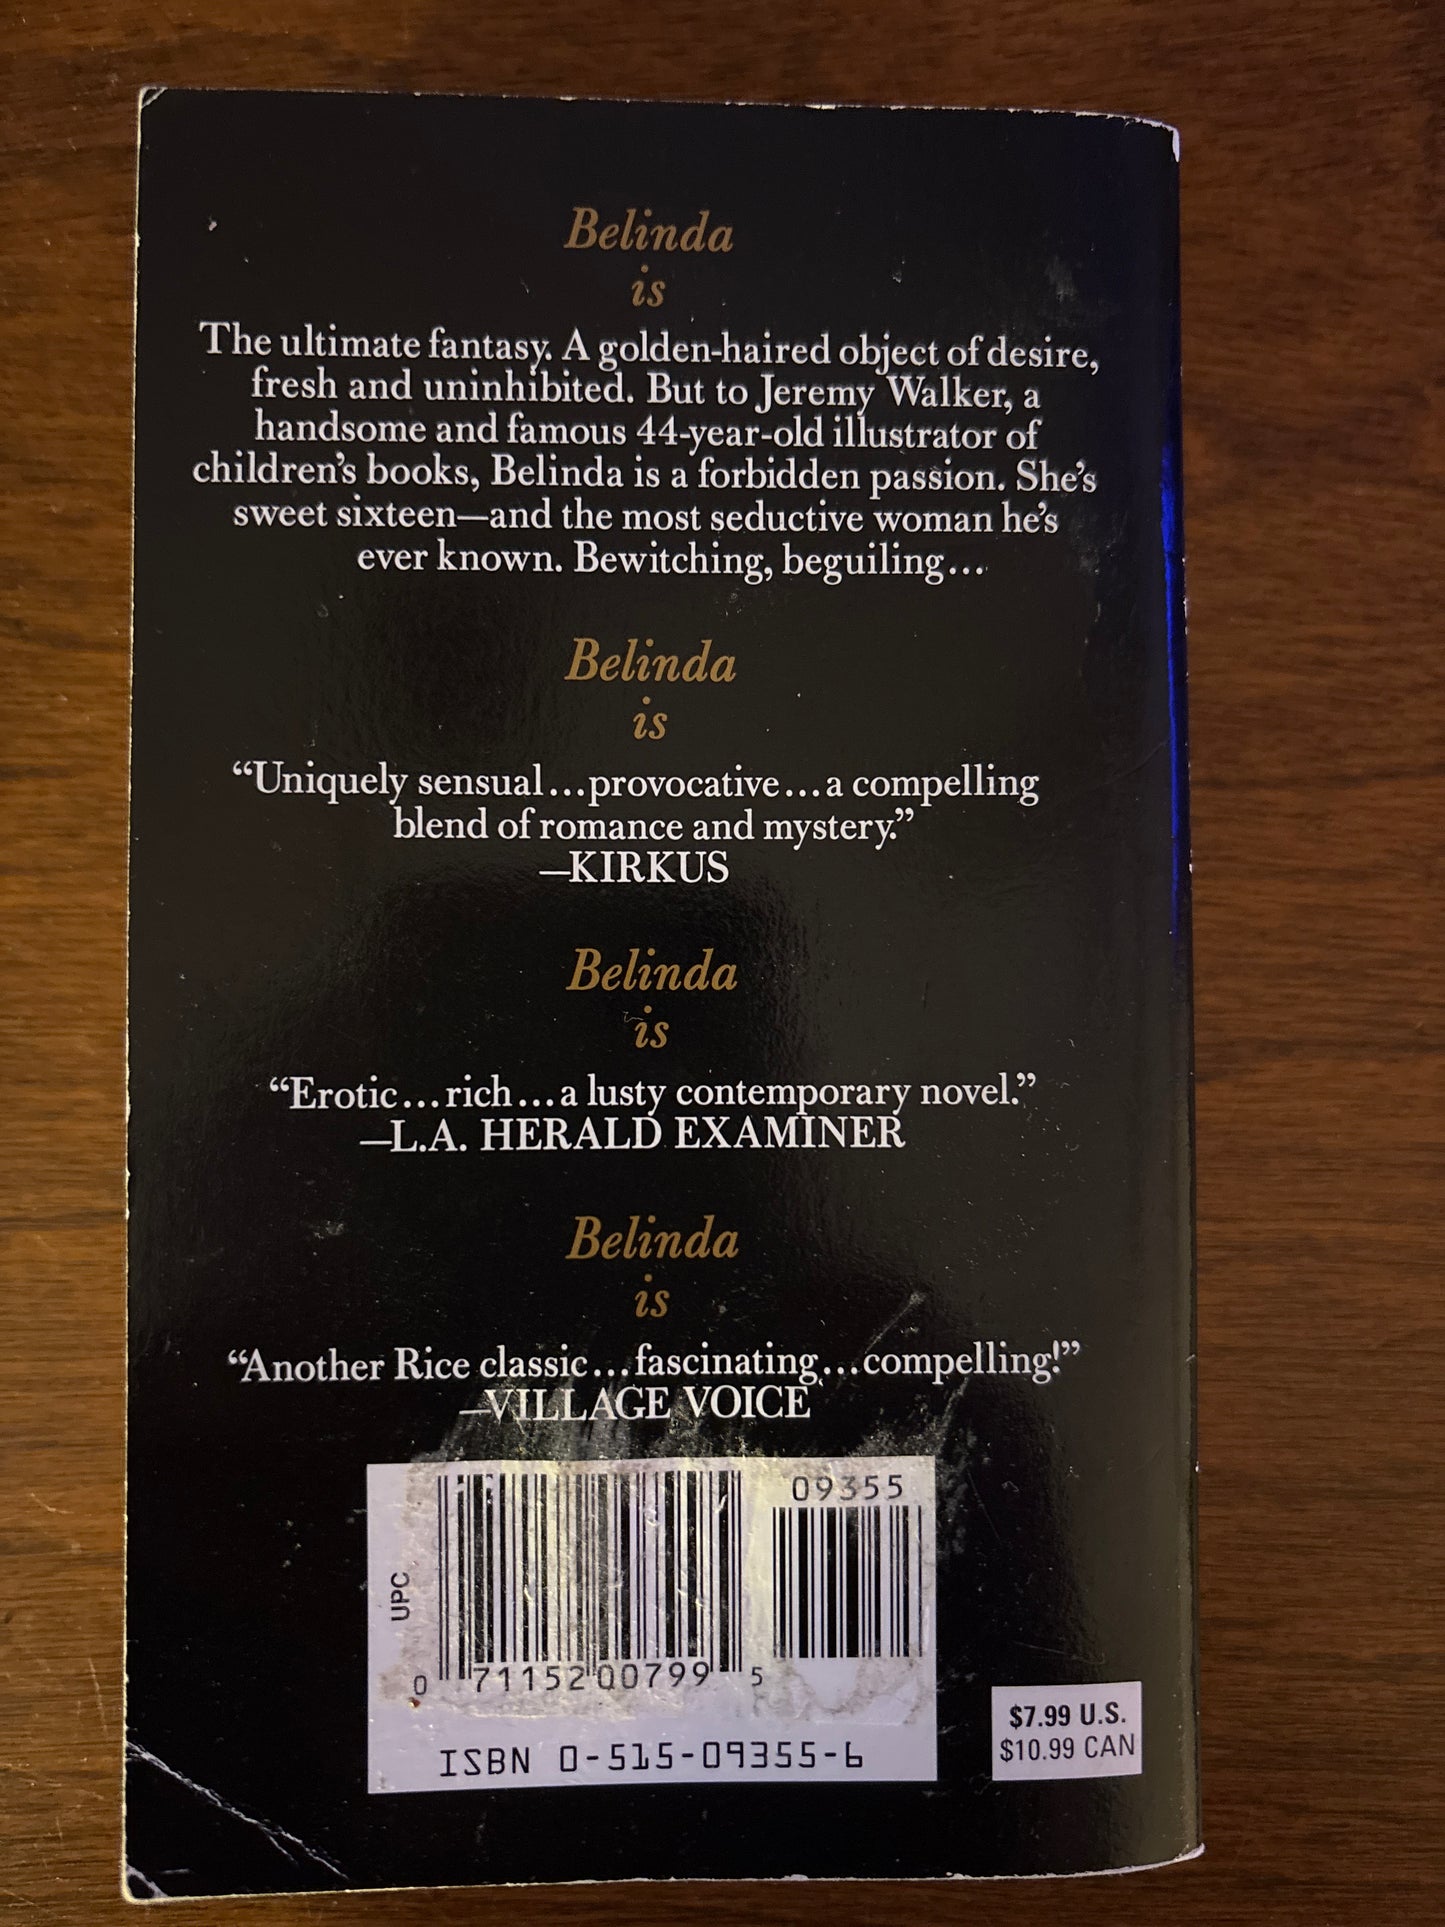 Belinda
is
The ultimate fantasy. A golden-haired object of desire,
fresh and uninhibited. But to Jeremy Walker, a
handsome and famous 44-year-old illustrator of
children's books, Belinda is a forbidden passion. She's
sweet sixteen—and the most seductive woman he's
ever known. Bewitching, beguiling...
Belinda
is
“Uniquely sensual...provocative...a compelling
blend of romance and mystery.”
—KIRKUS
Belinda
is
“Erotic...rich...a lusty contemporary novel.”
—L.A. HERALD EXAMINER
Belinda
is
“Another Rice classic...fascinating...compelling!”
—VILLAGE VOICE
09355
UPC
0 71152 00799 5
ISBN 0-515-09355-6
$7.99 U.S.
$10.99 CAN